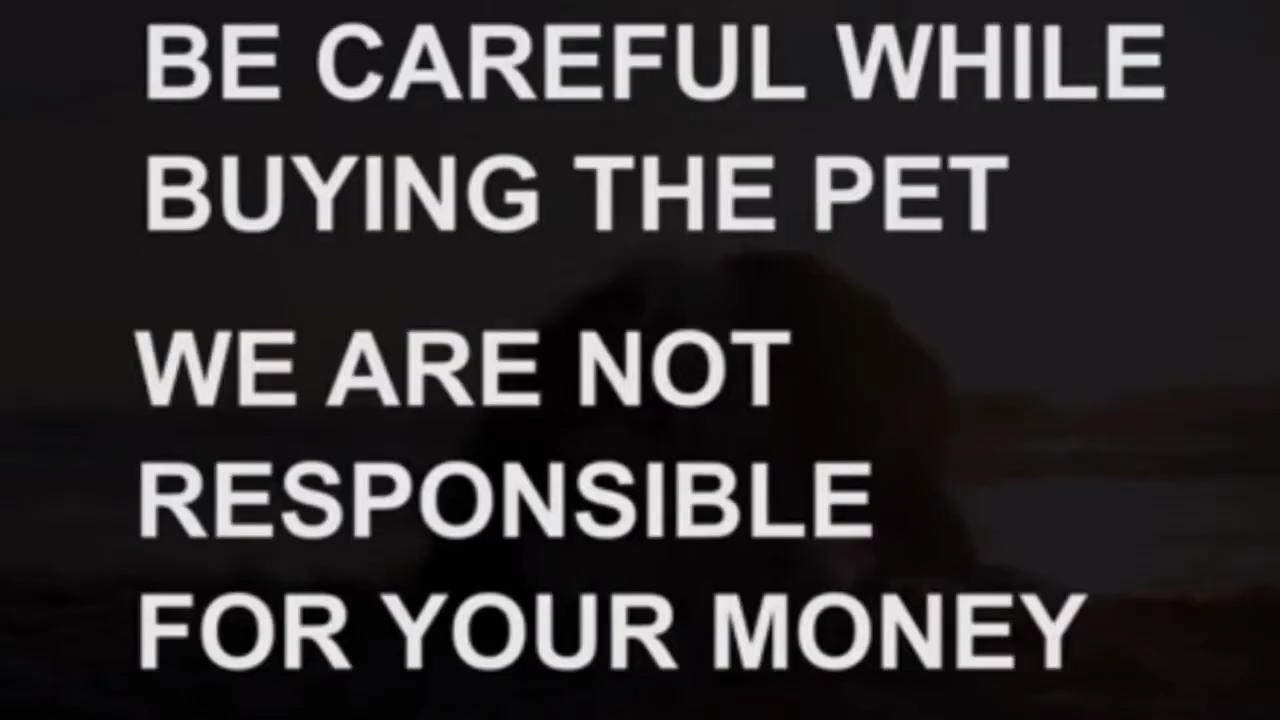 BE CAREFUL WHILE
BUYING THE PET
WE ARE NOT
RESPONSIBLE
FOR YOUR MONEY